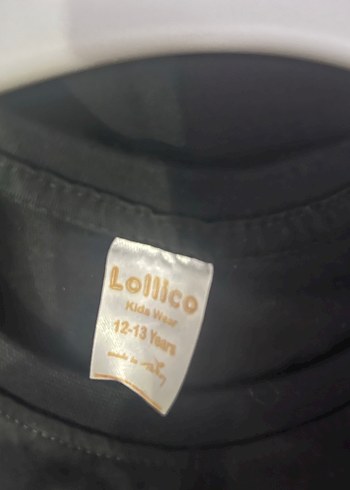 Lollico
Kids Wear
12-13 Years
made in